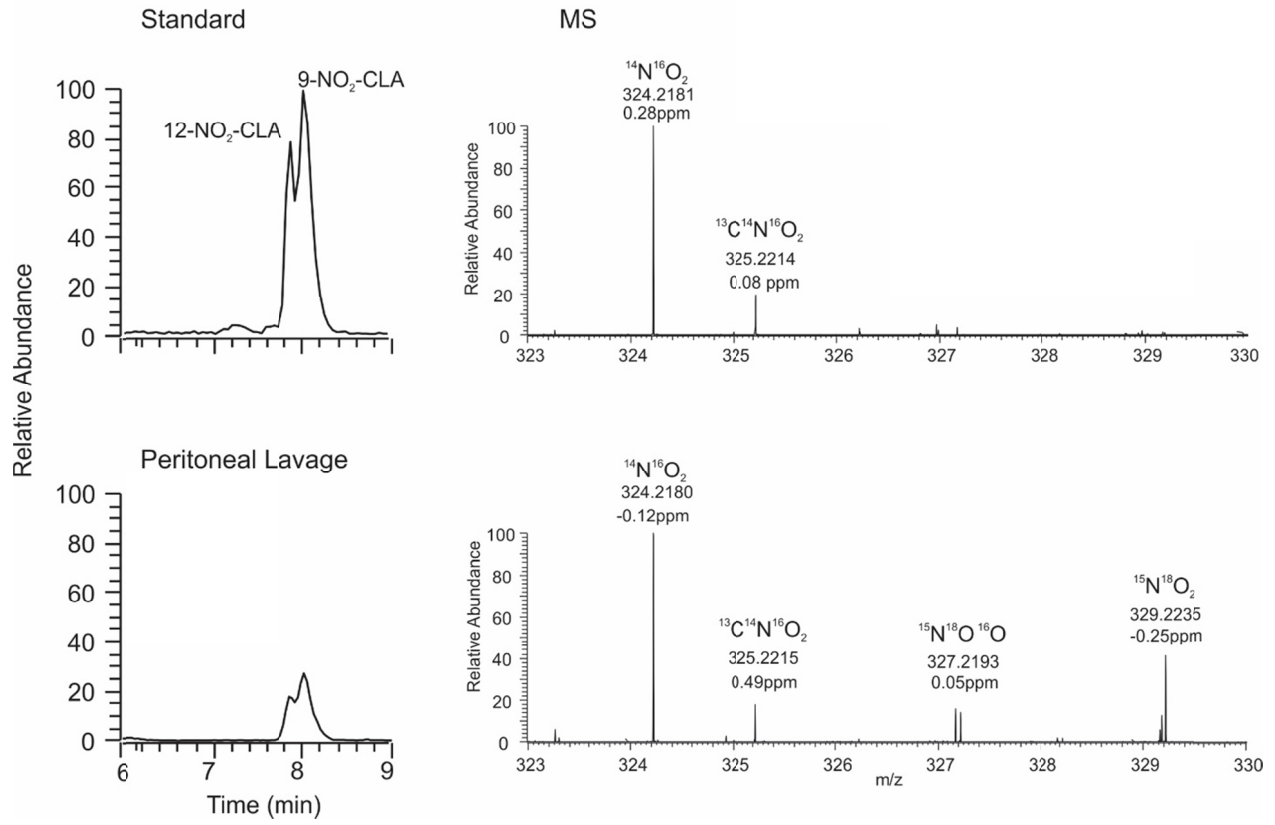 Standard
MS
Relative Abundance
100
80
60
40
20
0
12-NO₂-CLA
9-NO₂-CLA
Relative Abundance
100
80
60
40
20
0
¹⁴N¹⁶O₂
324.2181
0.28ppm
¹³C¹⁴N¹⁶O₂
325.2214
0.08 ppm
323 324 325 326 327 328 329 330
Peritoneal Lavage
100
80
60
40
20
0
6 7 8 9
Time (min)
Relative Abundance
100
80
60
40
20
0
¹⁴N¹⁶O₂
324.2180
-0.12ppm
¹³C¹⁴N¹⁶O₂
325.2215
0.49ppm
¹⁵N¹⁸O ¹⁶O
327.2193
0.05ppm
¹⁵N¹⁸O₂
329.2235
-0.25ppm
323 324 325 326 327 328 329 330
m/z